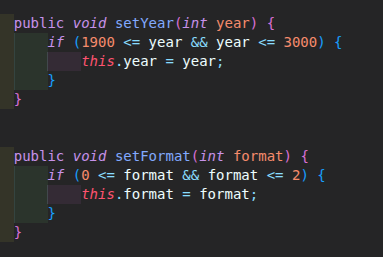 public void setYear(int year) {
    if (1900 <= year && year <= 3000) {
        this.year = year;
    }
}
public void setFormat(int format) {
    if (0 <= format && format <= 2) {
        this.format = format;
    }
}